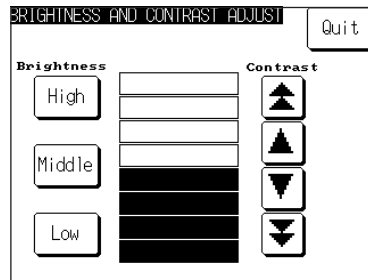 BRIGHTNESS AND CONTRAST ADJUST
Quit
Brightness
Contrast
High
Middle
Low